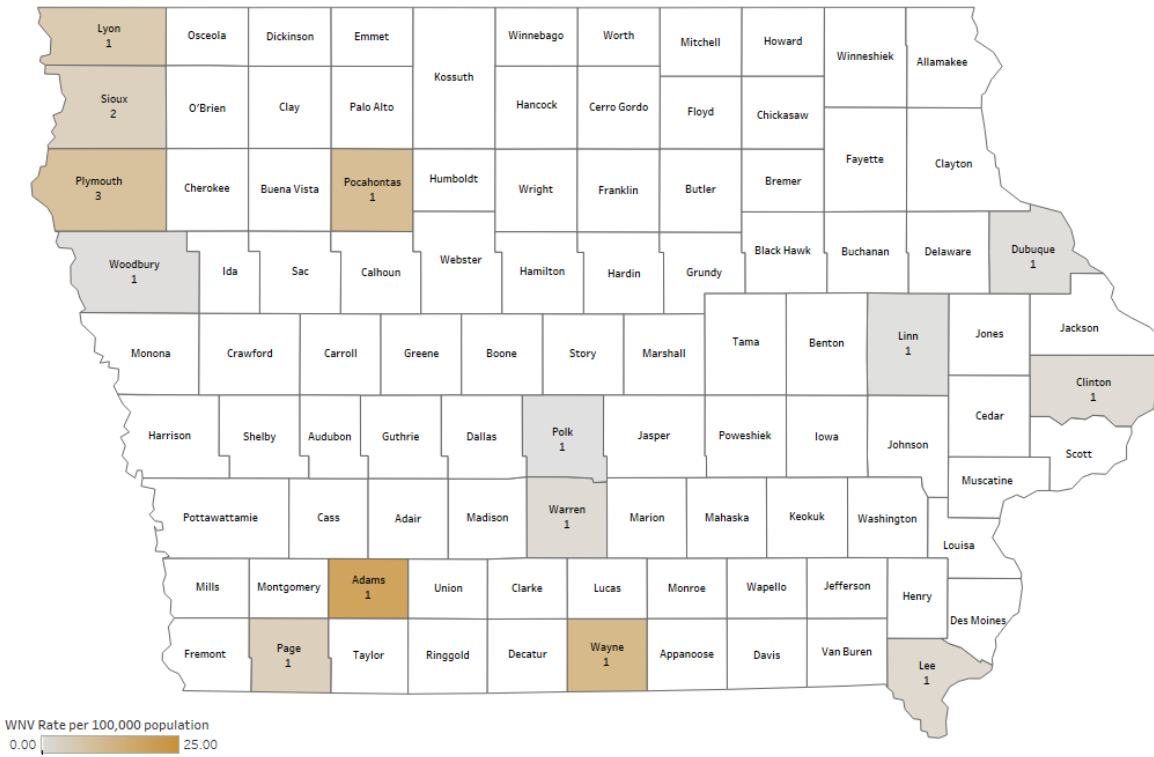 Lyon
1
Osceola
Dickinson
Emmet
Kossuth
Winnebago
Worth
Mitchell
Howard
Winneshiek
Allamakee
Sioux
2
O'Brien
Clay
Palo Alto
Hancock
Cerro Gordo
Floyd
Chickasaw
Plymouth
3
Cherokee
Buena Vista
Pocahontas
1
Humboldt
Wright
Franklin
Butler
Bremer
Fayette
Clayton
Woodbury
1
Ida
Sac
Calhoun
Webster
Hamilton
Hardin
Grundy
Black Hawk
Buchanan
Delaware
Dubuque
1
Monona
Crawford
Carroll
Greene
Boone
Story
Marshall
Tama
Benton
Linn
1
Jones
Jackson
Clinton
1
Harrison
Shelby
Audubon
Guthrie
Dallas
Polk
1
Jasper
Poweshiek
Iowa
Johnson
Cedar
Scott
Muscatine
Pottawattamie
Cass
Adair
Madison
Warren
1
Marion
Mahaska
Keokuk
Washington
Louisa
Mills
Montgomery
Adams
1
Union
Clarke
Lucas
Monroe
Wapello
Jefferson
Henry
Des Moines
Fremont
Page
1
Taylor
Ringgold
Decatur
Wayne
1
Appanoose
Davis
Van Buren
Lee
1
WNV Rate per 100,000 population
0.00 25.00